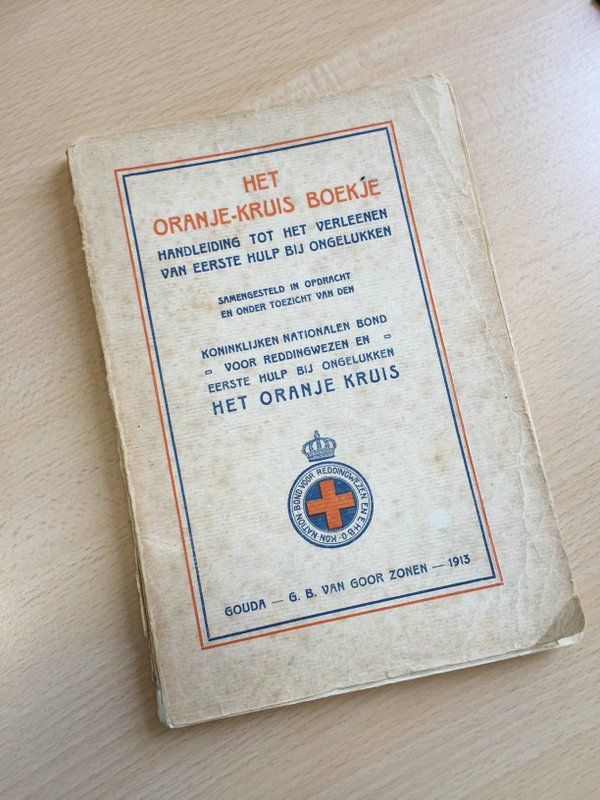 HET
ORANJE-KRUIS BOEKJE
HANDLEIDING TOT HET VERLEENEN
VAN EERSTE HULP BIJ ONGELUKKEN
SAMENGESTELD IN OPDRACHT
EN ONDER TOEZICHT VAN DEN
KONINKLIJKEN NATIONALEN BOND
VOOR REDDINGWEZEN EN
EERSTE HULP BIJ ONGELUKKEN
HET ORANJE KRUIS
KON. NATION. BOND VOOR REDDINGWEZEN EN E.H.B.O.
GOUDA — G. B. VAN GOOR ZONEN — 1913